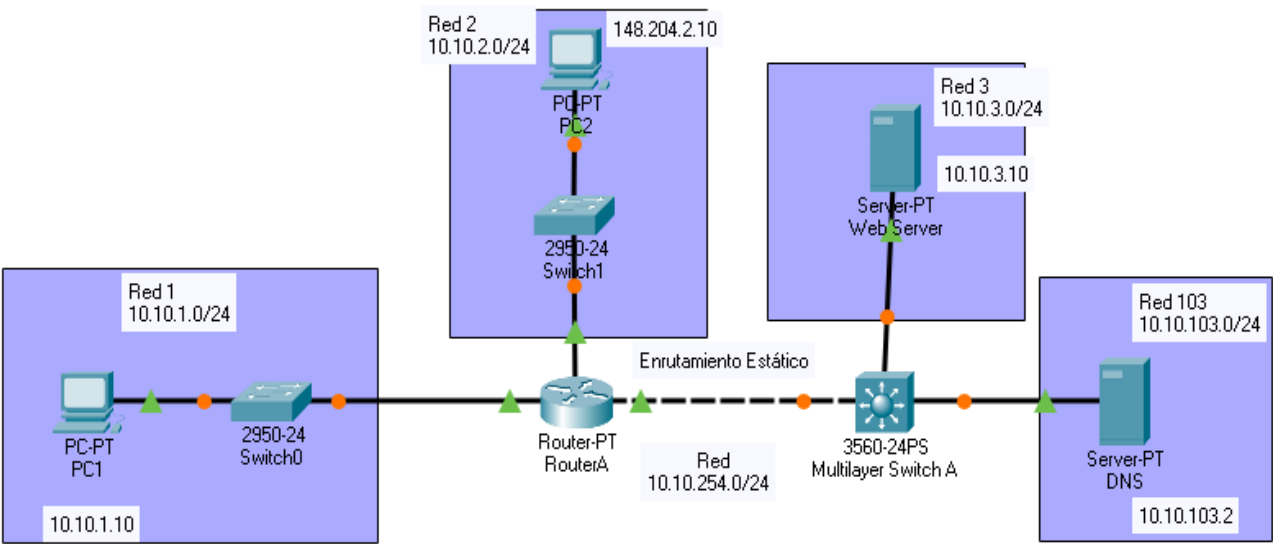 Red 2
10.10.2.0/24
148.204.2.10
PC-PT
PC2
2950-24
Switch1
Red 3
10.10.3.0/24
10.10.3.10
Server-PT
Web Server
Red 1
10.10.1.0/24
PC-PT
PC1
2950-24
Switch0
10.10.1.10
Enrutamiento Estático
Router-PT
RouterA
Red
10.10.254.0/24
3560-24PS
Multilayer Switch A
Red 103
10.10.103.0/24
Server-PT
DNS
10.10.103.2